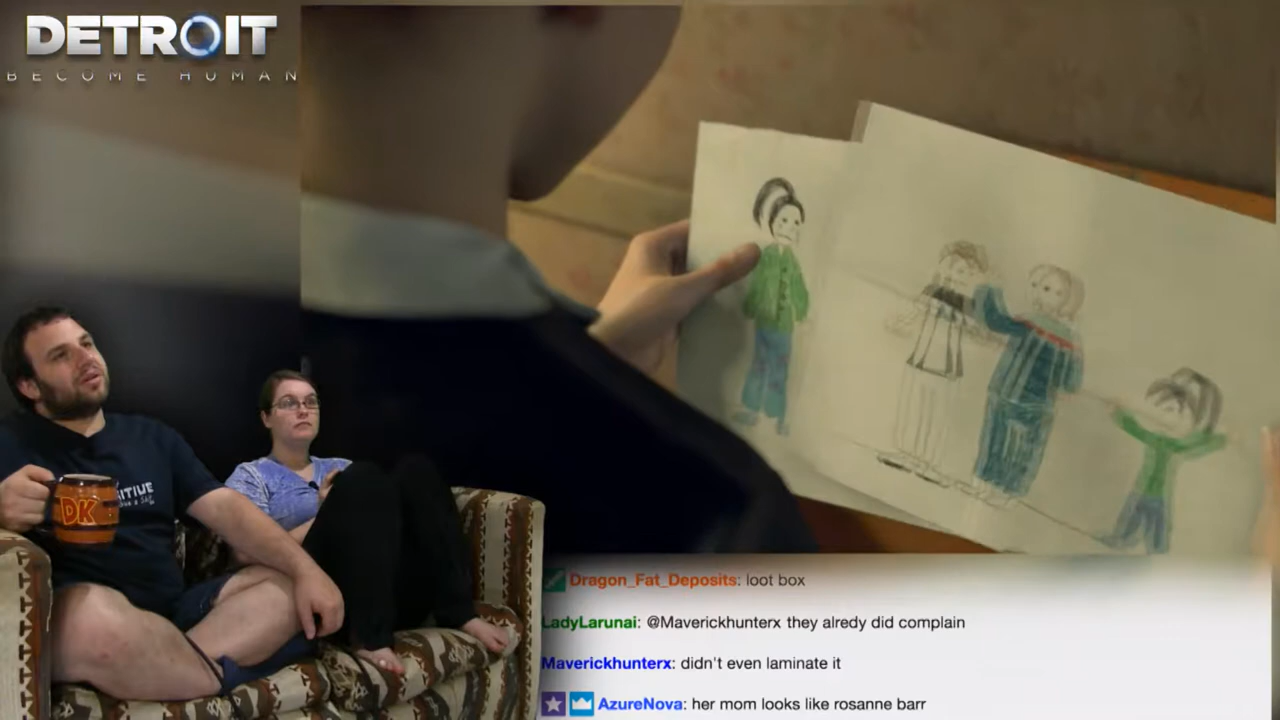 DETROIT
BECOME HUMAN
DK
ITIVE
Dragon_Fat_Deposits: loot box
LadyLarunai: @Maverickhunterx they alredy did complain
Maverickhunterx: didn't even laminate it
AzureNova: her mom looks like rosanne barr